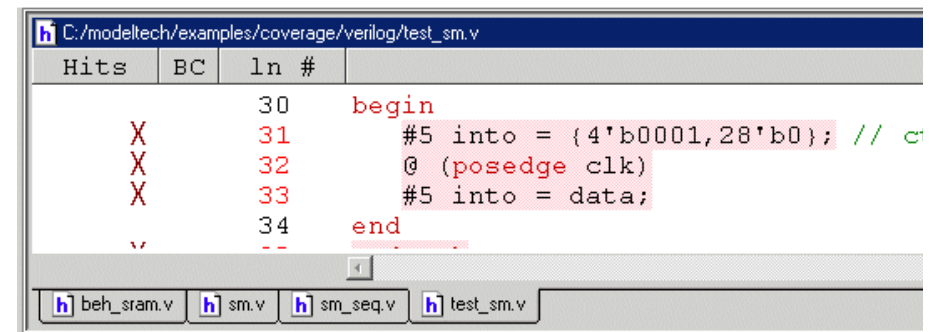 C:/modeltech/examples/coverage/verilog/test_sm.v
Hits BC ln #
30 begin
X 31 #5 into = {4'b0001,28'b0}; //
X 32 @ (posedge clk)
X 33 #5 into = data;
34 end
beh_sram.v sm.v sm_seq.v test_sm.v